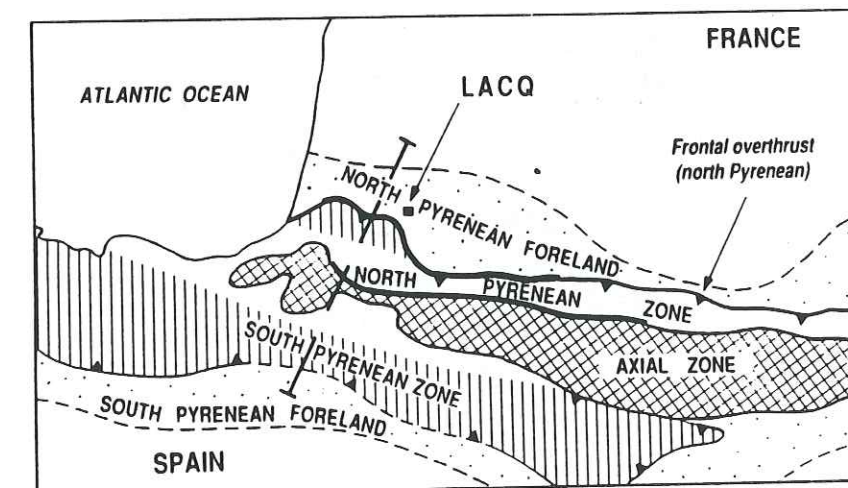 FRANCE
ATLANTIC OCEAN
LACQ
Frontal overthrust
(north Pyrenean)
NORTH PYRENEAN FORELAND
NORTH PYRENEAN ZONE
SOUTH PYRENEAN ZONE
AXIAL ZONE
SOUTH PYRENEAN FORELAND
SPAIN